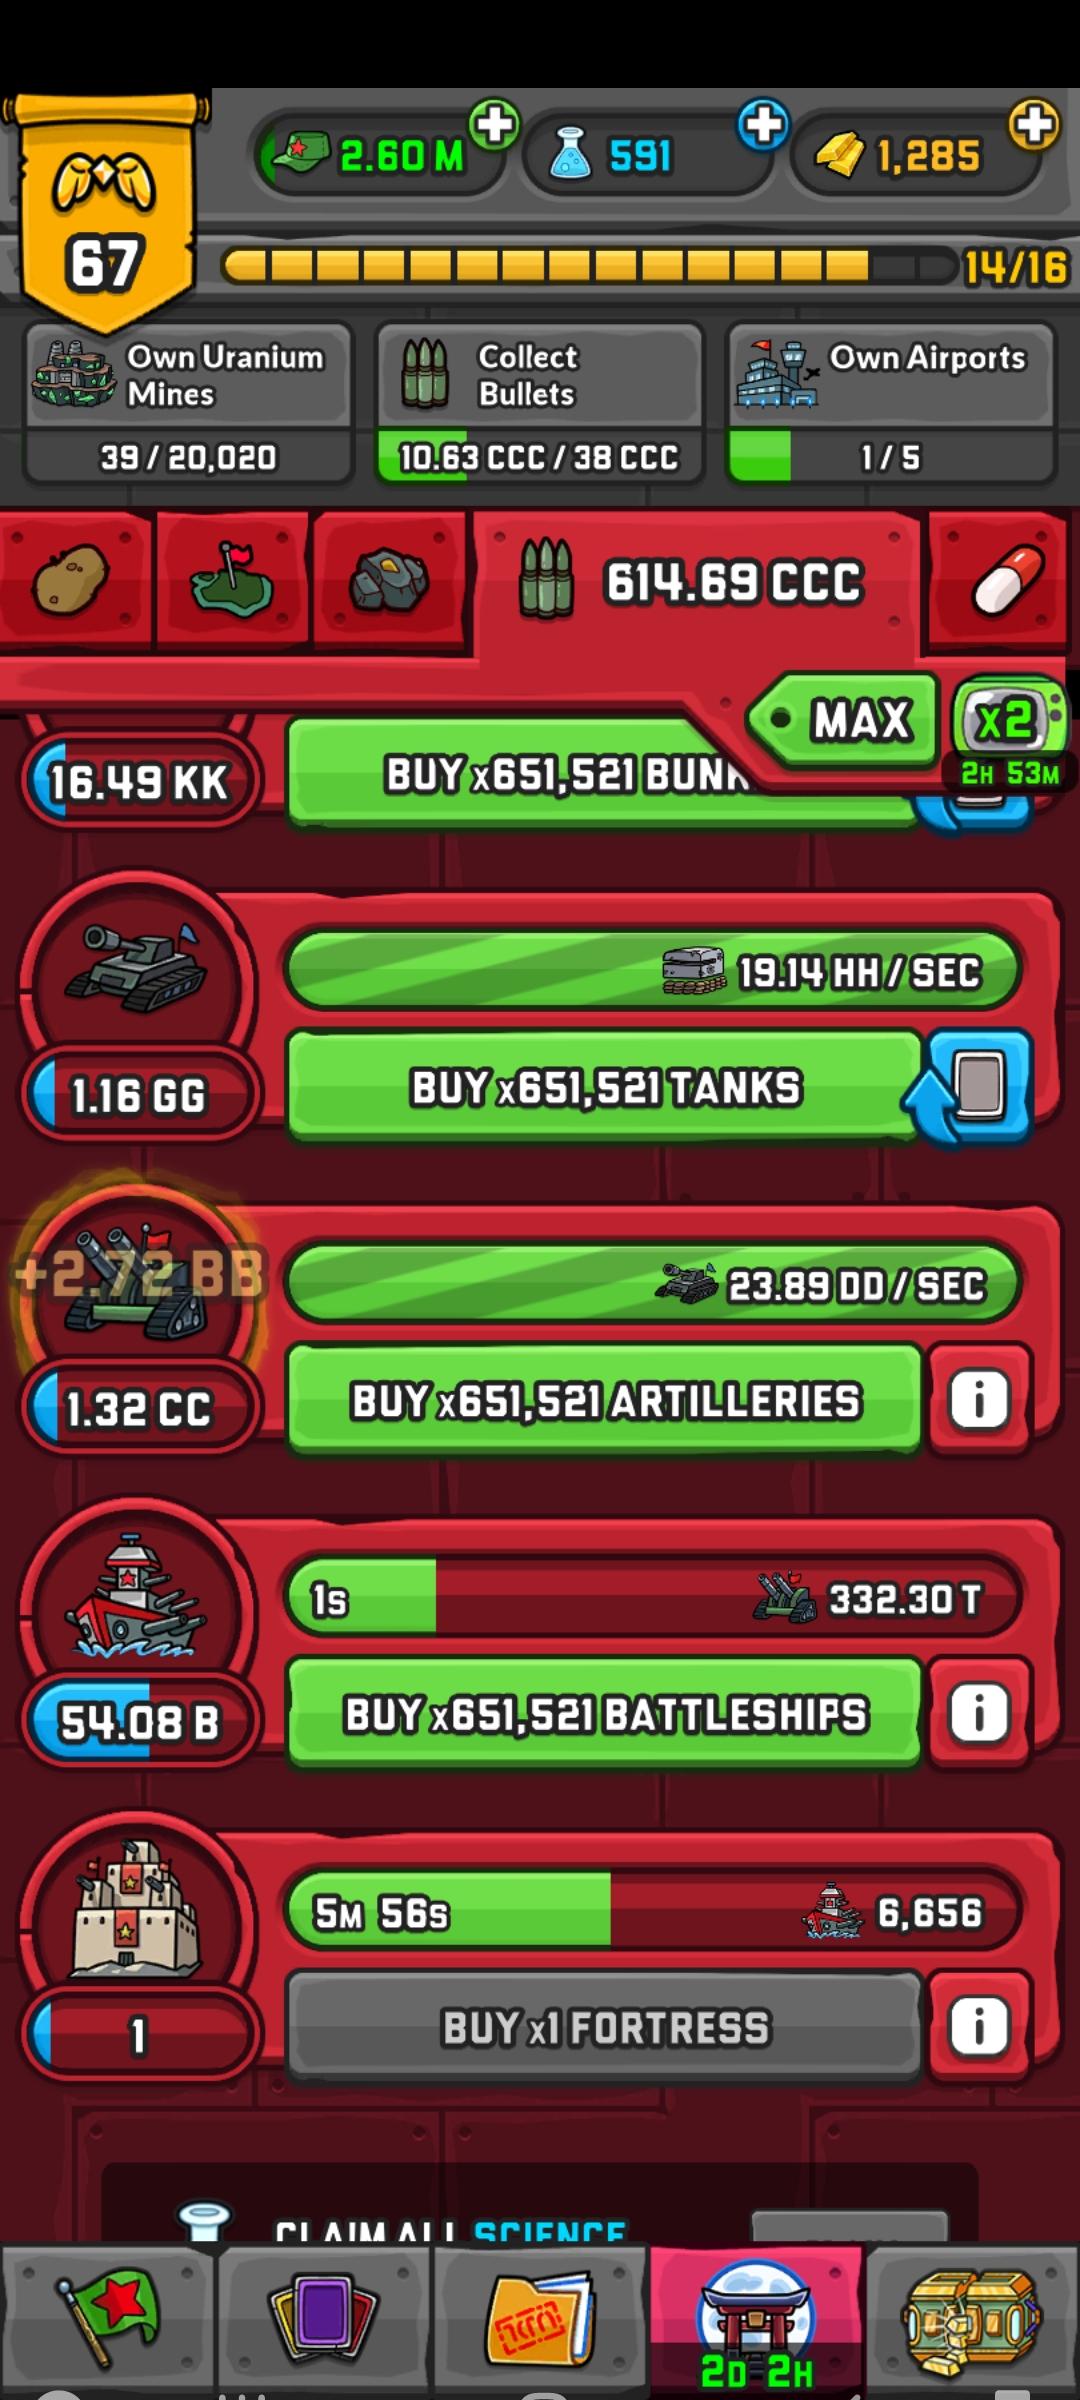 2.60 M
591
1,285
67
14/16
Own Uranium
Mines
39 / 20,020
Collect
Bullets
10.63 CCC / 38 CCC
Own Airports
1 / 5
614.69 CCC
MAX
x2
2H 53M
16.49 KK
BUY x651,521
19.14 HH / SEC
1.16 GG
BUY x651,521 TANKS
+2.72 BB
23.89 DD / SEC
1.32 CC
BUY x651,521 ARTILLERIES
1S
332.30 T
54.08 B
BUY x651,521 BATTLESHIPS
5M 56S
6,656
1
BUY x1 FORTRESS
CLAIM ALL SCIENCE
2D 2H